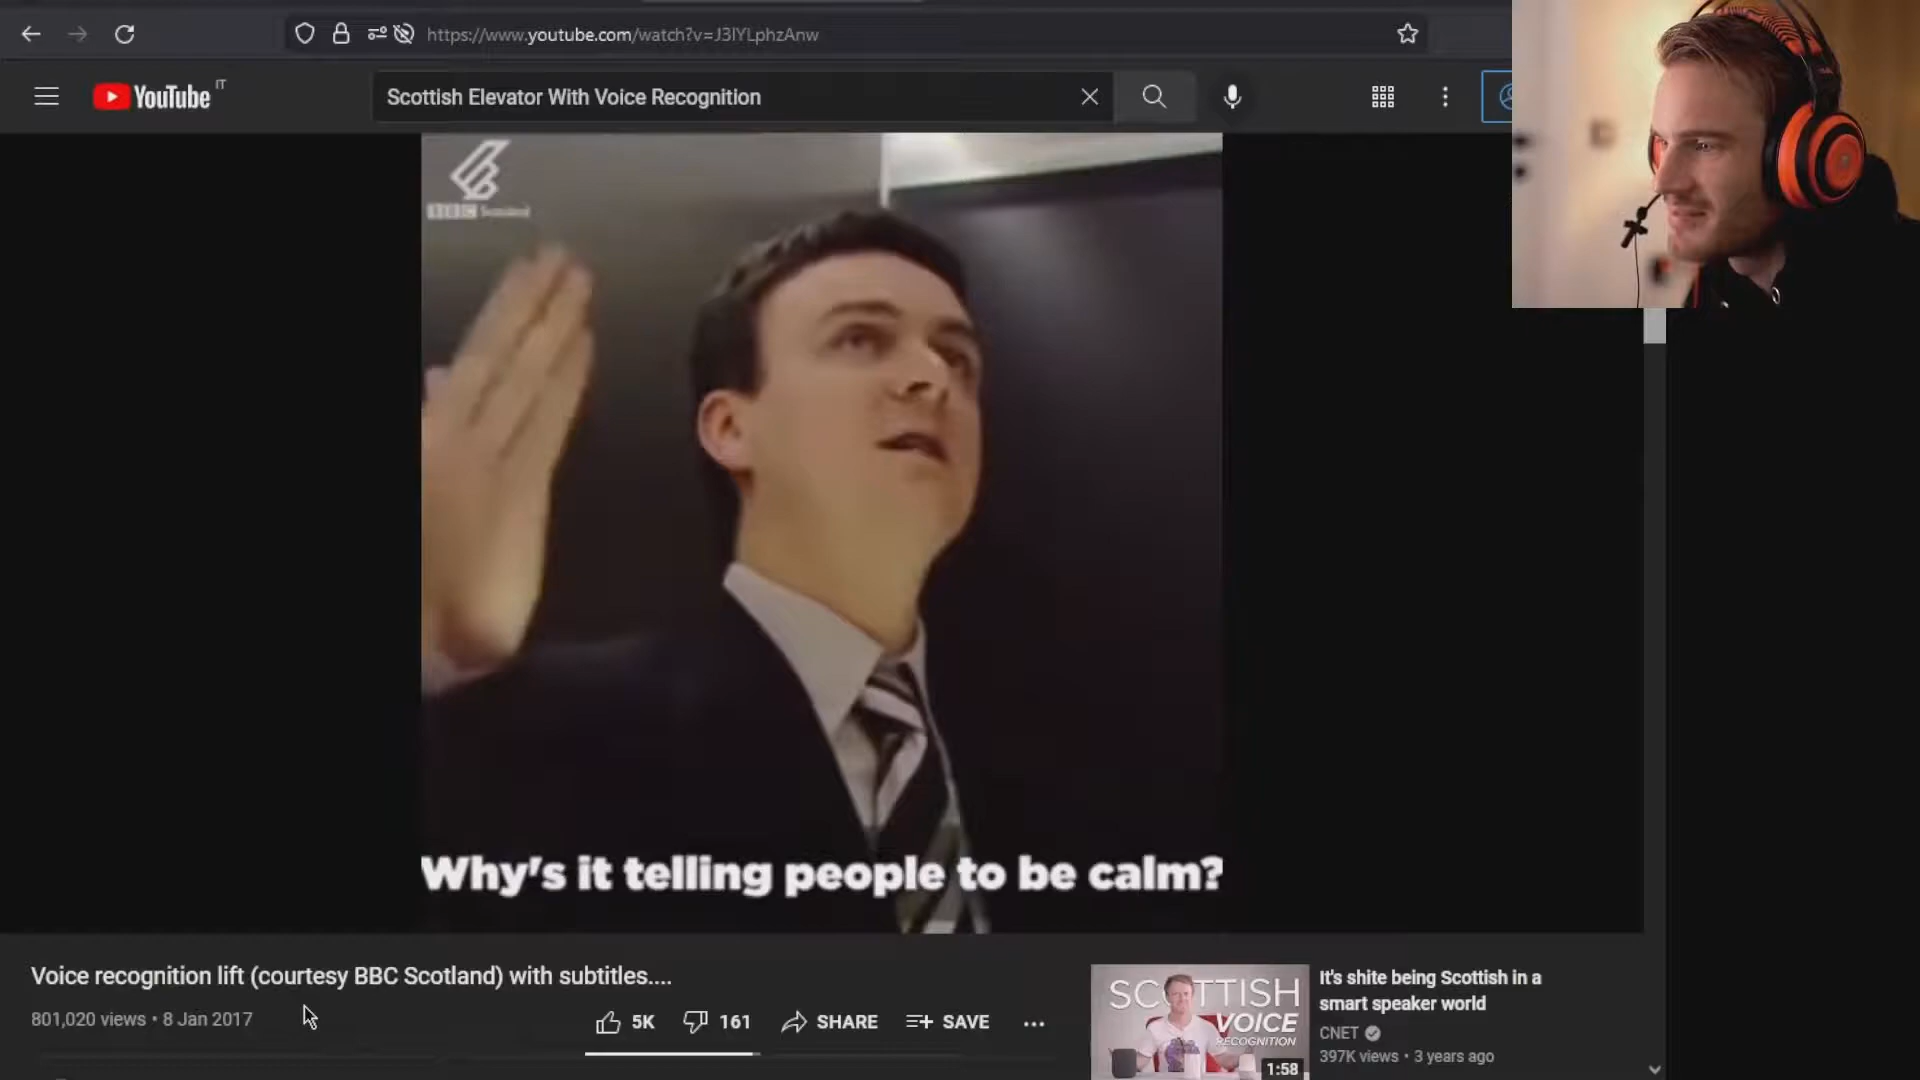 https://www.youtube.com/watch?v=J3lYLphzAnw
YouTube IT
Scottish Elevator With Voice Recognition
BBC Scotland
Why's it telling people to be calm?
Voice recognition lift (courtesy BBC Scotland) with subtitles....
801,020 views • 8 Jan 2017
5K
161
SHARE
SAVE
SCOTTISH
VOICE
RECOGNITION
1:58
It's shite being Scottish in a
smart speaker world
CNET
397K views • 3 years ago